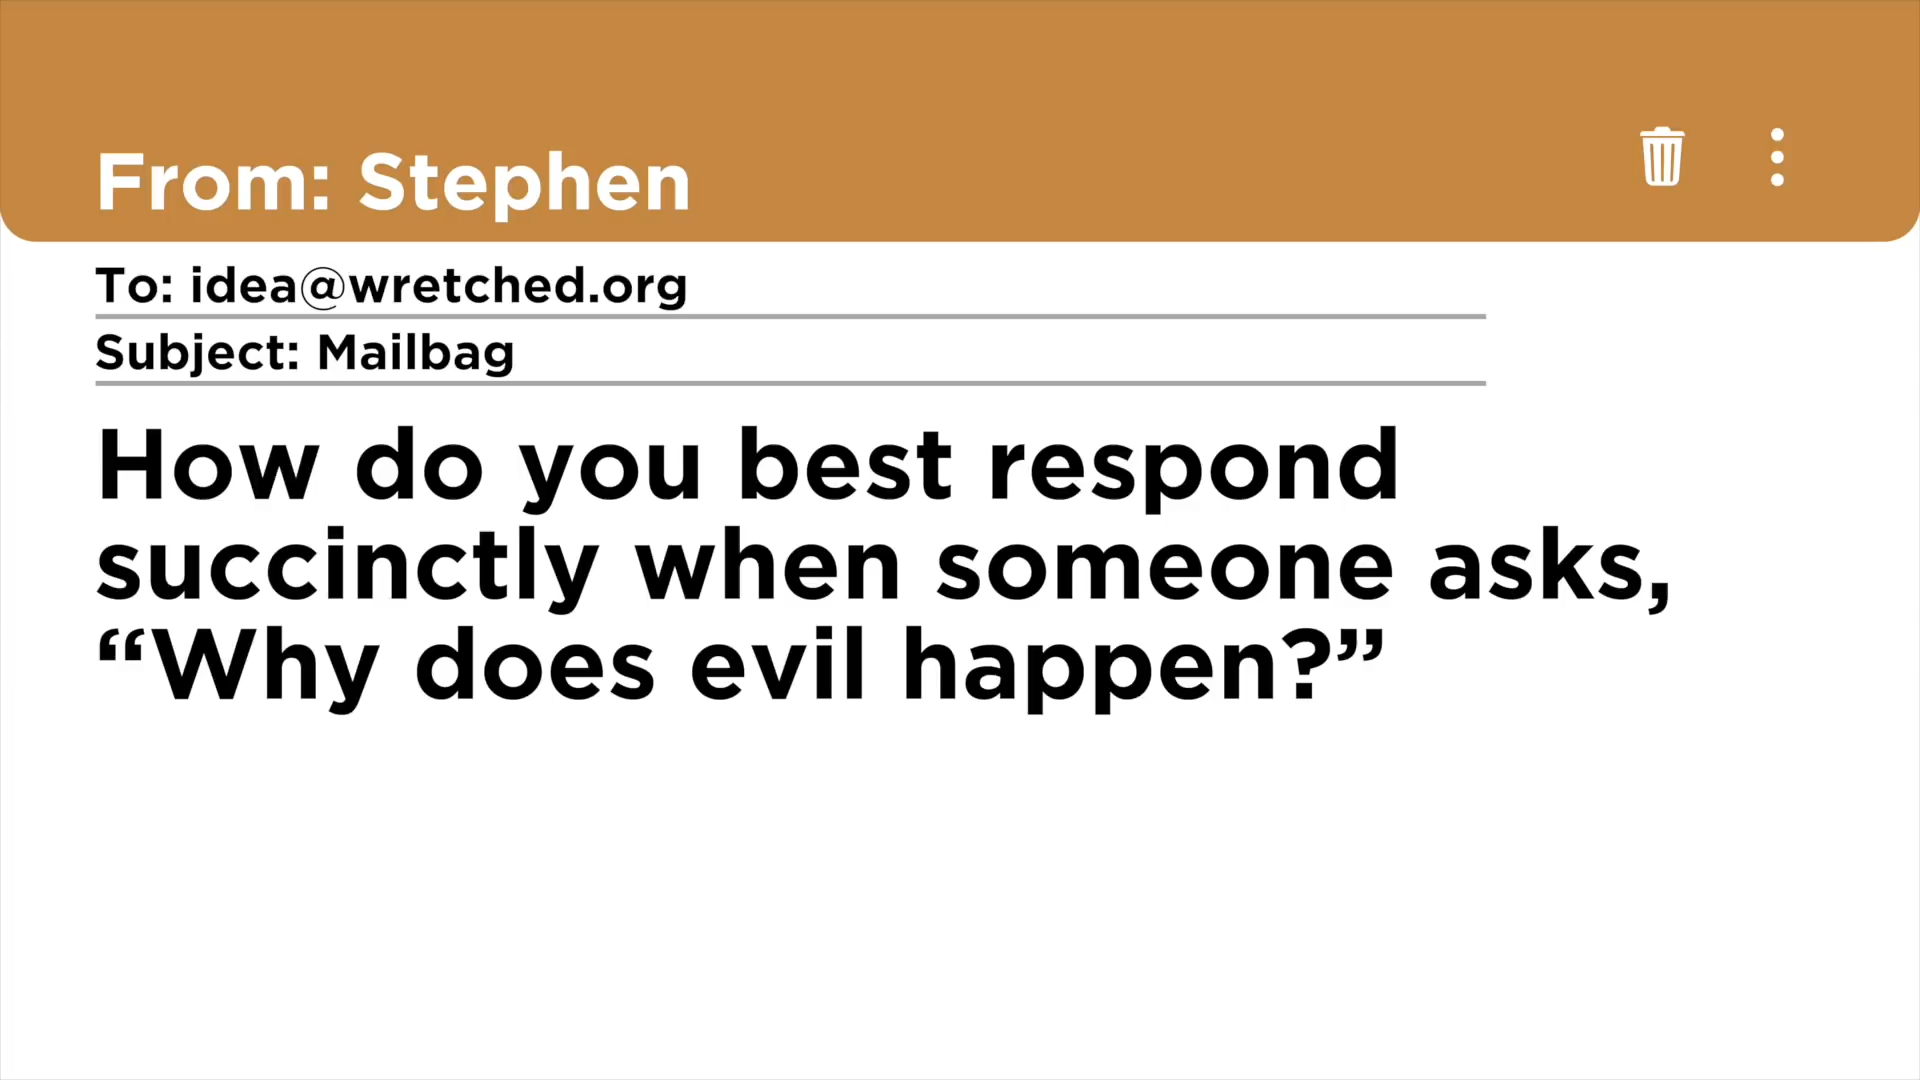 From: Stephen
To: idea@wretched.org
Subject: Mailbag
How do you best respond
succinctly when someone asks,
“Why does evil happen?”